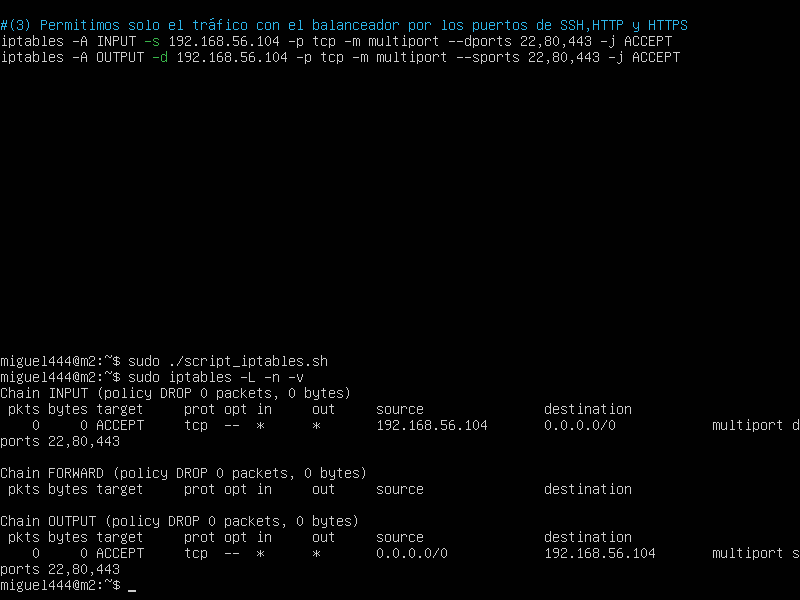 #(3) Permitimos solo el tráfico con el balanceador por los puertos de SSH,HTTP y HTTPS
iptables -A INPUT -s 192.168.56.104 -p tcp -m multiport --dports 22,80,443 -j ACCEPT
iptables -A OUTPUT -d 192.168.56.104 -p tcp -m multiport --sports 22,80,443 -j ACCEPT
miguel444@m2:~$ sudo ./script_iptables.sh
miguel444@m2:~$ sudo iptables -L -n -v
Chain INPUT (policy DROP 0 packets, 0 bytes)
 pkts bytes target     prot opt in     out     source               destination
    0     0 ACCEPT     tcp  --  *      *       192.168.56.104       0.0.0.0/0            multiport d
ports 22,80,443
Chain FORWARD (policy DROP 0 packets, 0 bytes)
 pkts bytes target     prot opt in     out     source               destination
Chain OUTPUT (policy DROP 0 packets, 0 bytes)
 pkts bytes target     prot opt in     out     source               destination
    0     0 ACCEPT     tcp  --  *      *       0.0.0.0/0            192.168.56.104       multiport s
ports 22,80,443
miguel444@m2:~$ _